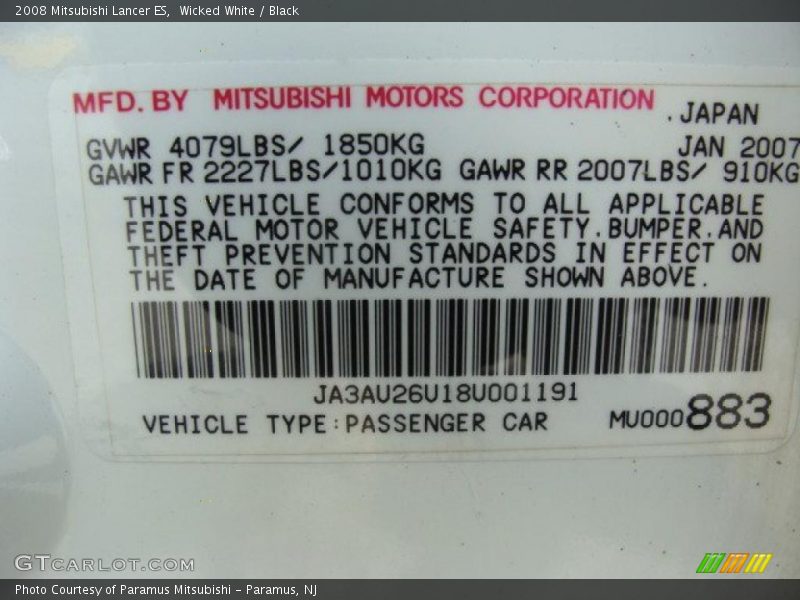 2008 Mitsubishi Lancer ES,  Wicked White / Black
MFD. BY MITSUBISHI MOTORS CORPORATION
.JAPAN
GVWR 4079LBS/ 1850KG JAN 2007
GAWR FR 2227LBS/1010KG GAWR RR 2007LBS/ 910KG
THIS VEHICLE CONFORMS TO ALL APPLICABLE
FEDERAL MOTOR VEHICLE SAFETY.BUMPER.AND
THEFT PREVENTION STANDARDS IN EFFECT ON
THE DATE OF MANUFACTURE SHOWN ABOVE.
JA3AU26U18U001191
VEHICLE TYPE:PASSENGER CAR MU000883
GTCARLOT.COM
Photo Courtesy of Paramus Mitsubishi - Paramus, NJ